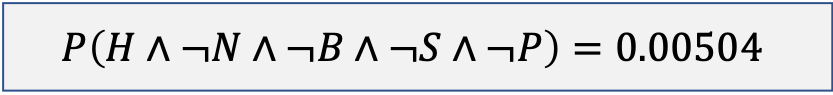 P(H ∧ ¬N ∧ ¬B ∧ ¬S ∧ ¬P) = 0.00504